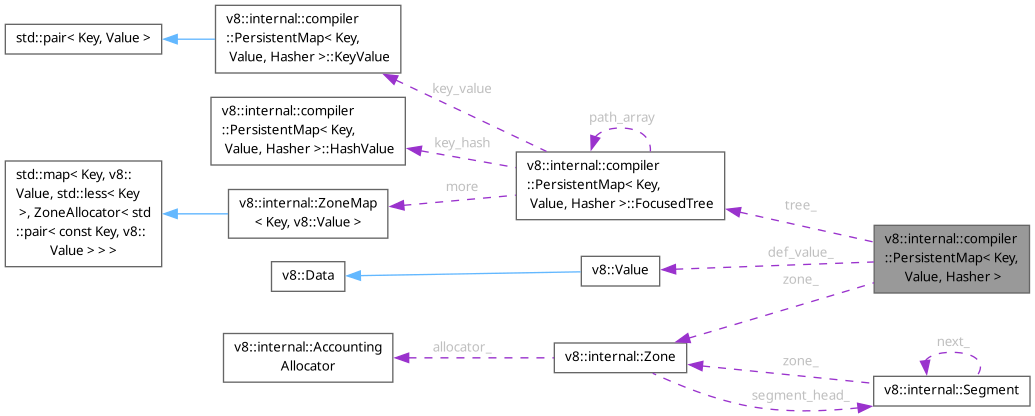 std::pair< Key, Value >
v8::internal::compiler
::PersistentMap< Key,
Value, Hasher >::KeyValue
key_value
v8::internal::compiler
::PersistentMap< Key,
Value, Hasher >::HashValue
key_hash
path_array
std::map< Key, v8::
Value, std::less< Key
>, ZoneAllocator< std
::pair< const Key, v8::
Value > > >
v8::internal::ZoneMap
< Key, v8::Value >
more
v8::internal::compiler
::PersistentMap< Key,
Value, Hasher >::FocusedTree
tree_
v8::internal::compiler
::PersistentMap< Key,
Value, Hasher >
v8::Data
v8::Value
def_value_
zone_
v8::internal::Accounting
Allocator
allocator_
v8::internal::Zone
zone_
segment_head_
next_
v8::internal::Segment